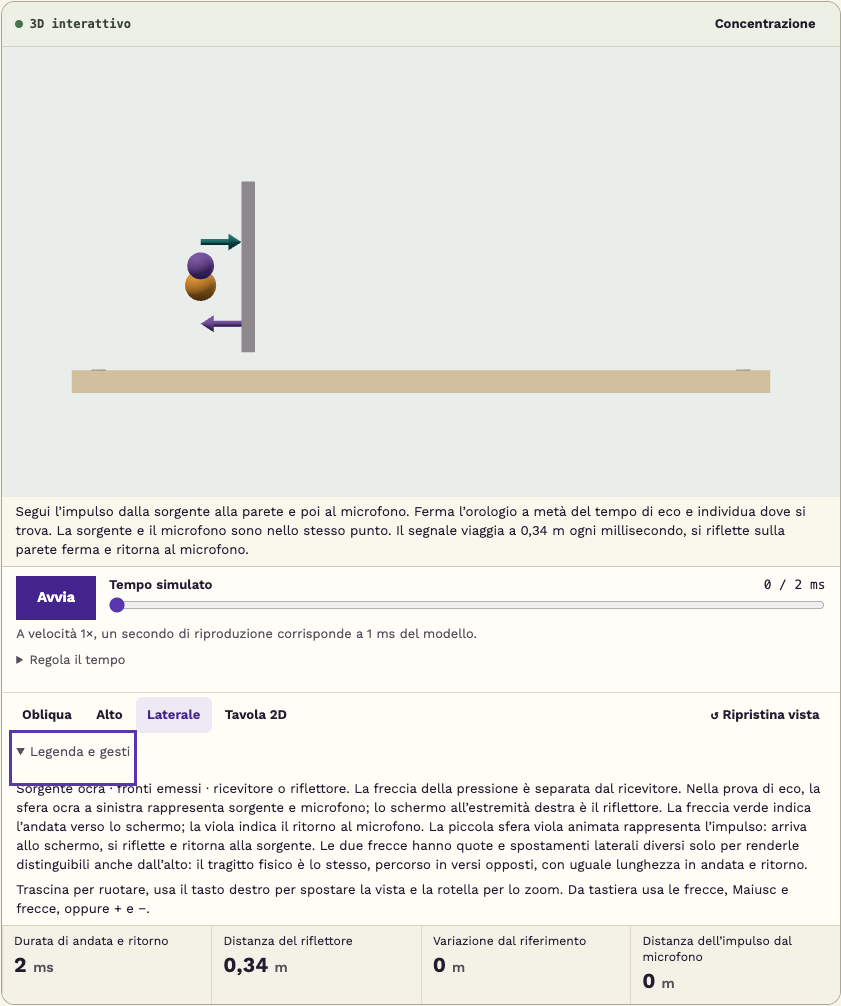 3D interattivo
Concentrazione
Segui l’impulso dalla sorgente alla parete e poi al microfono. Ferma l’orologio a metà del tempo di eco e individua dove si
trova. La sorgente e il microfono sono nello stesso punto. Il segnale viaggia a 0,34 m ogni millisecondo, si riflette sulla
parete ferma e ritorna al microfono.
Avvia
Tempo simulato
0 / 2 ms
A velocità 1×, un secondo di riproduzione corrisponde a 1 ms del modello.
▶ Regola il tempo
Obliqua
Alto
Laterale
Tavola 2D
↺ Ripristina vista
▼ Legenda e gesti
Sorgente ocra · fronti emessi · ricevitore o riflettore. La freccia della pressione è separata dal ricevitore. Nella prova di eco, la
sfera ocra a sinistra rappresenta sorgente e microfono; lo schermo all’estremità destra è il riflettore. La freccia verde indica
l’andata verso lo schermo; la viola indica il ritorno al microfono. La piccola sfera viola animata rappresenta l’impulso: arriva
allo schermo, si riflette e ritorna alla sorgente. Le due frecce hanno quote e spostamenti laterali diversi solo per renderle
distinguibili anche dall’alto: il tragitto fisico è lo stesso, percorso in versi opposti, con uguale lunghezza in andata e ritorno.
Trascina per ruotare, usa il tasto destro per spostare la vista e la rotella per lo zoom. Da tastiera usa le frecce, Maiusc e
frecce, oppure + e −.
Durata di andata e ritorno
2 ms
Distanza del riflettore
0,34 m
Variazione dal riferimento
0 m
Distanza dell’impulso dal
microfono
0 m